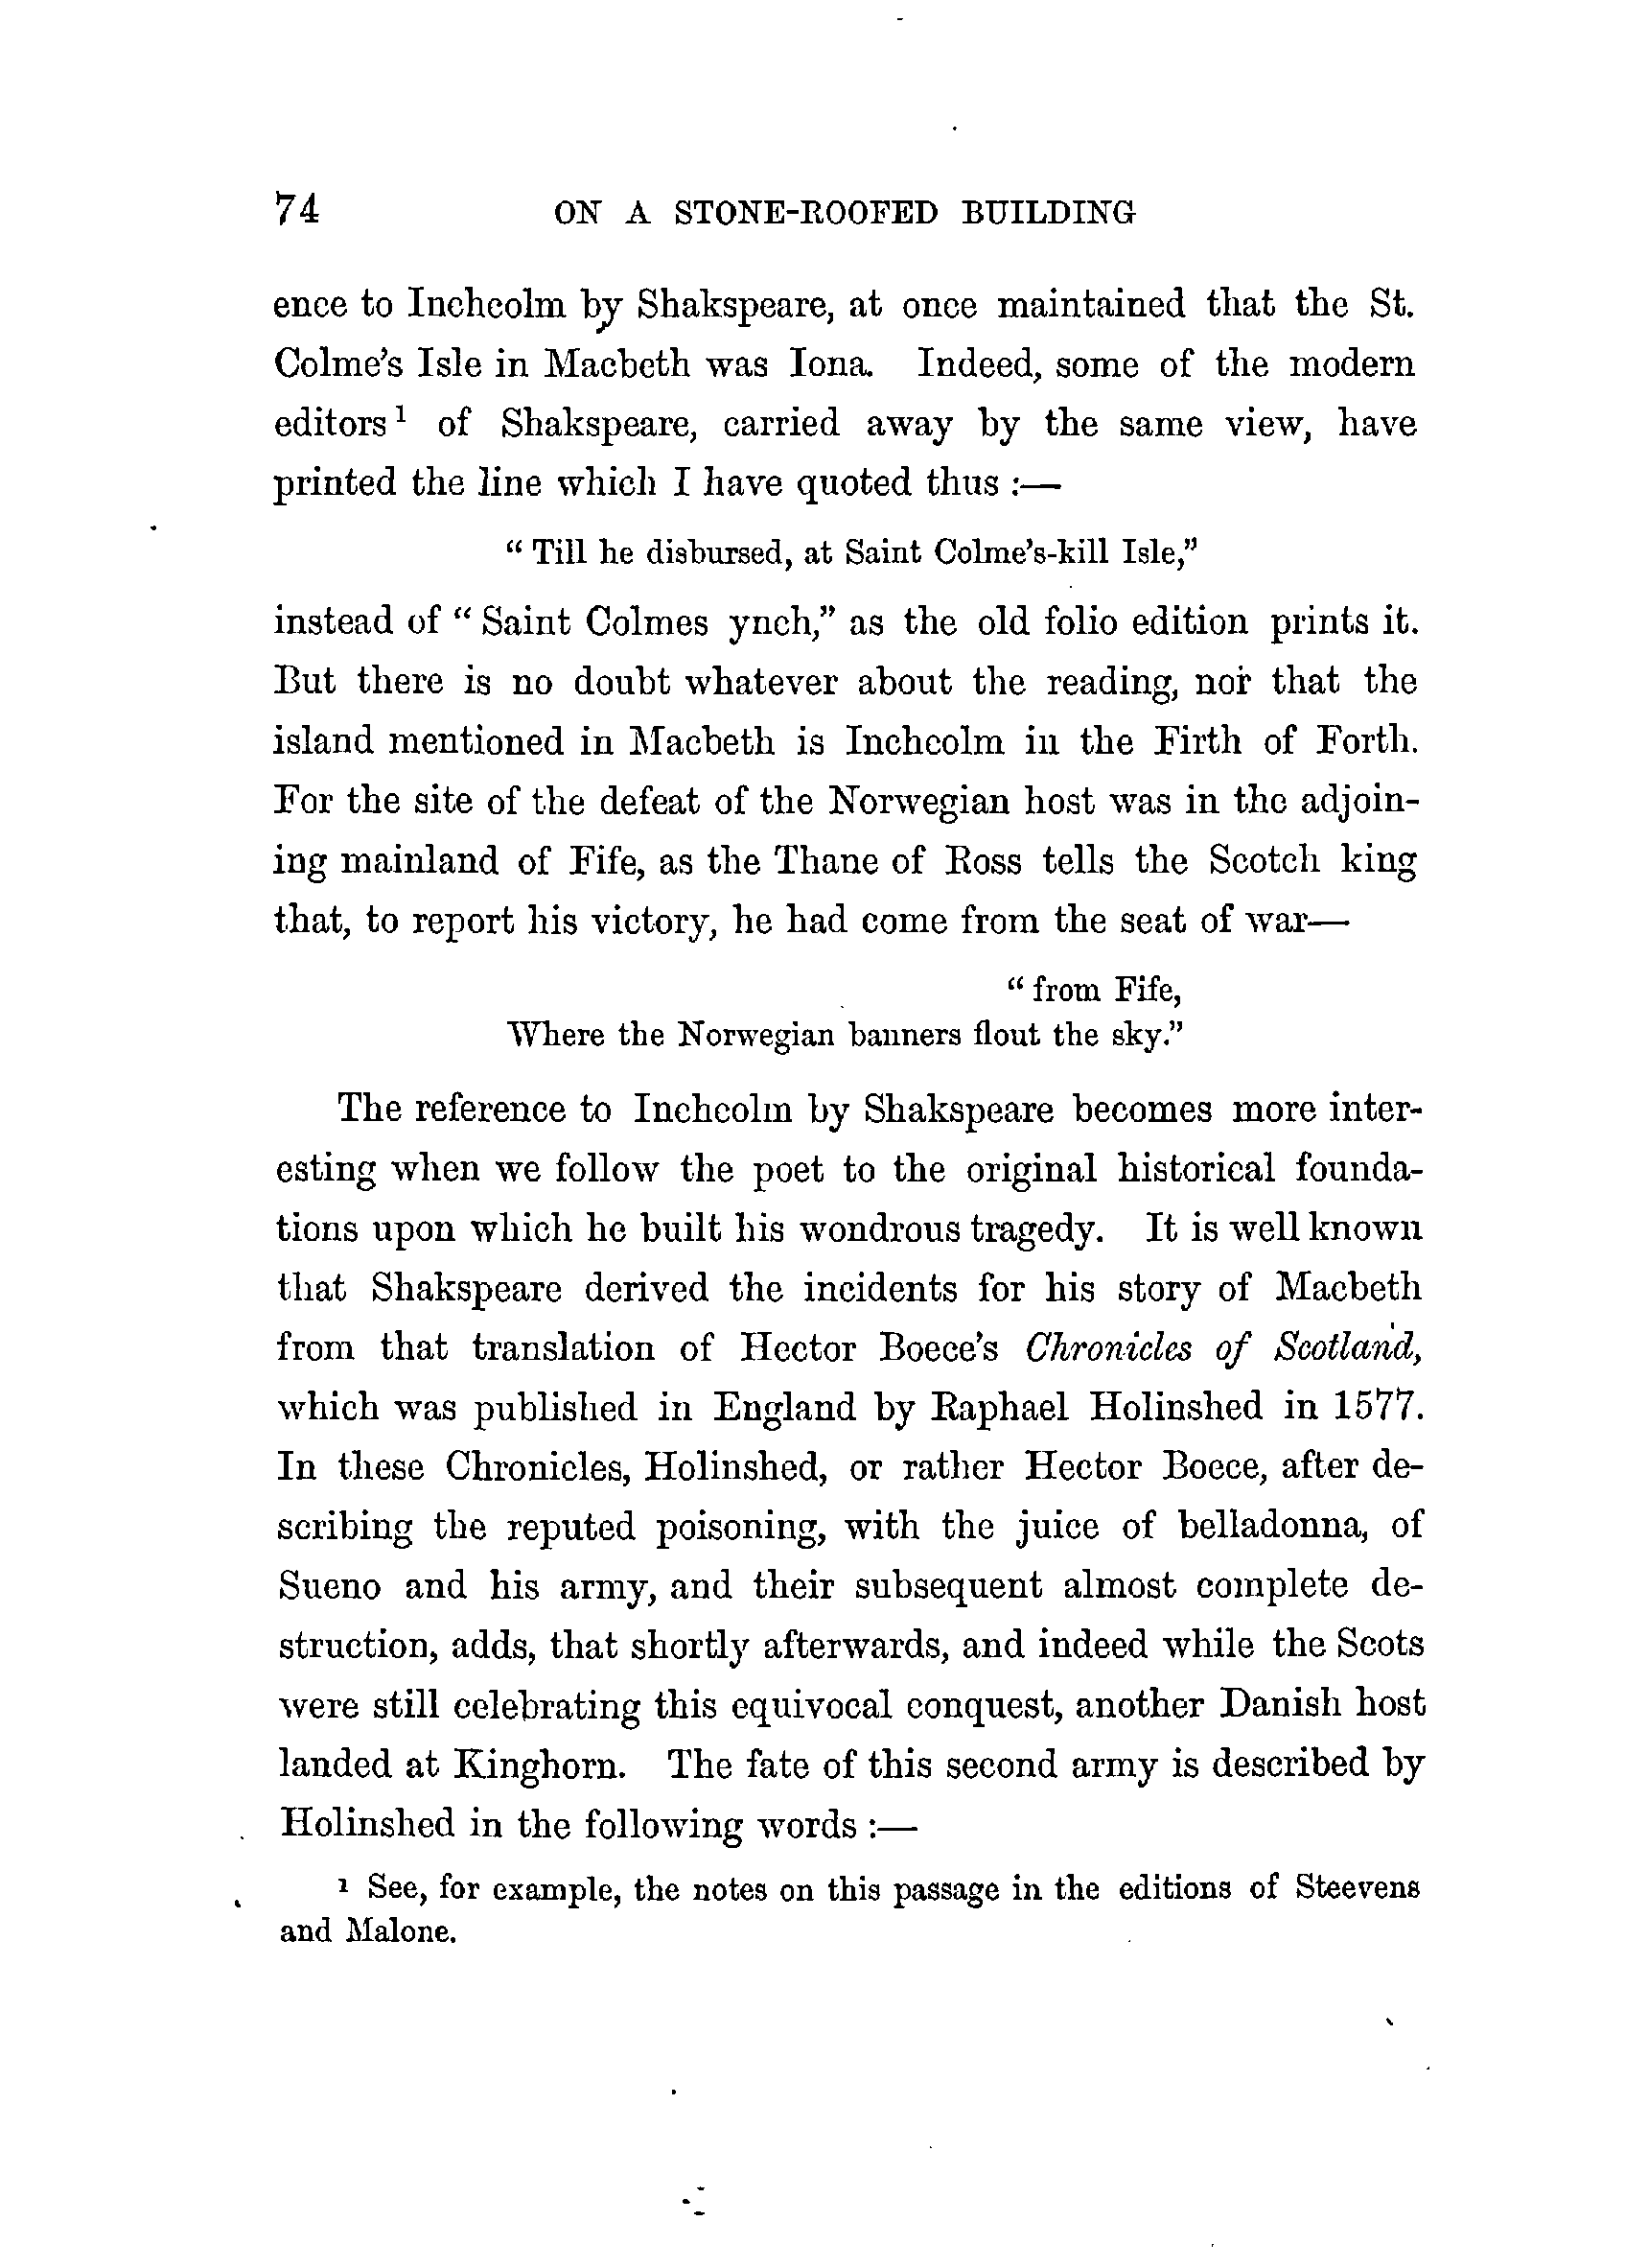 74 ON A STONE-ROOFED BUILDING
ence to Inchcolm by Shakspeare, at once maintained that the St.
Colme's Isle in Macbeth was Iona. Indeed, some of the modern
editors¹ of Shakspeare, carried away by the same view, have
printed the line which I have quoted thus :—
“ Till he disbursed, at Saint Colme's-kill Isle,”
instead of “ Saint Colmes ynch,” as the old folio edition prints it.
But there is no doubt whatever about the reading, nor that the
island mentioned in Macbeth is Inchcolm in the Firth of Forth.
For the site of the defeat of the Norwegian host was in the adjoin-
ing mainland of Fife, as the Thane of Ross tells the Scotch king
that, to report his victory, he had come from the seat of war—
“ from Fife,
Where the Norwegian banners flout the sky.”
The reference to Inchcolm by Shakspeare becomes more inter-
esting when we follow the poet to the original historical founda-
tions upon which he built his wondrous tragedy. It is well known
that Shakspeare derived the incidents for his story of Macbeth
from that translation of Hector Boece's Chronicles of Scotland,
which was published in England by Raphael Holinshed in 1577.
In these Chronicles, Holinshed, or rather Hector Boece, after de-
scribing the reputed poisoning, with the juice of belladonna, of
Sueno and his army, and their subsequent almost complete de-
struction, adds, that shortly afterwards, and indeed while the Scots
were still celebrating this equivocal conquest, another Danish host
landed at Kinghorn. The fate of this second army is described by
Holinshed in the following words :—
¹ See, for example, the notes on this passage in the editions of Steevens
and Malone.